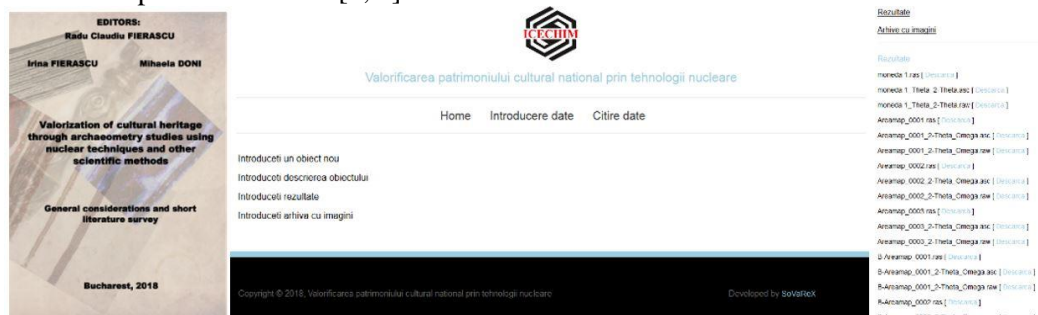 EDITORS:
Radu Claudiu FIERASCU
Irina FIERASCU Mihaela DONI
Valorization of cultural heritage
through archaeometry studies using
nuclear techniques and other
scientific methods
General considerations and short
literature survey
Bucharest, 2018
ICECHIM
Valorificarea patrimoniului cultural national prin tehnologii nucleare
Home Introducere date Citire date
Introduceti un obiect nou
Introduceti descrierea obiectului
Introduceti rezultate
Introduceti arhiva cu imagini
Copyright © 2018, Valorificarea patrimoniului cultural national prin tehnologii nucleare
Developed by SoVaReX
Rezultate
Arhive cu imagini
Rezultate
moneda 1.ras [ Descarca ]
moneda 1_Theta_2-Theta.asc [ Descarca ]
moneda 1_Theta_2-Theta.raw [ Descarca ]
Areamap_0001.ras [ Descarca ]
Areamap_0001_2-Theta_Omega.asc [ Descarca ]
Areamap_0001_2-Theta_Omega.raw [ Descarca ]
Areamap_0002.ras [ Descarca ]
Areamap_0002_2-Theta_Omega.asc [ Descarca ]
Areamap_0002_2-Theta_Omega.raw [ Descarca ]
Areamap_0003.ras [ Descarca ]
Areamap_0003_2-Theta_Omega.asc [ Descarca ]
Areamap_0003_2-Theta_Omega.raw [ Descarca ]
B-Areamap_0001.ras [ Descarca ]
B-Areamap_0001_2-Theta_Omega.asc [ Descarca ]
B-Areamap_0001_2-Theta_Omega.raw [ Descarca ]
B-Areamap_0002.ras [ Descarca ]